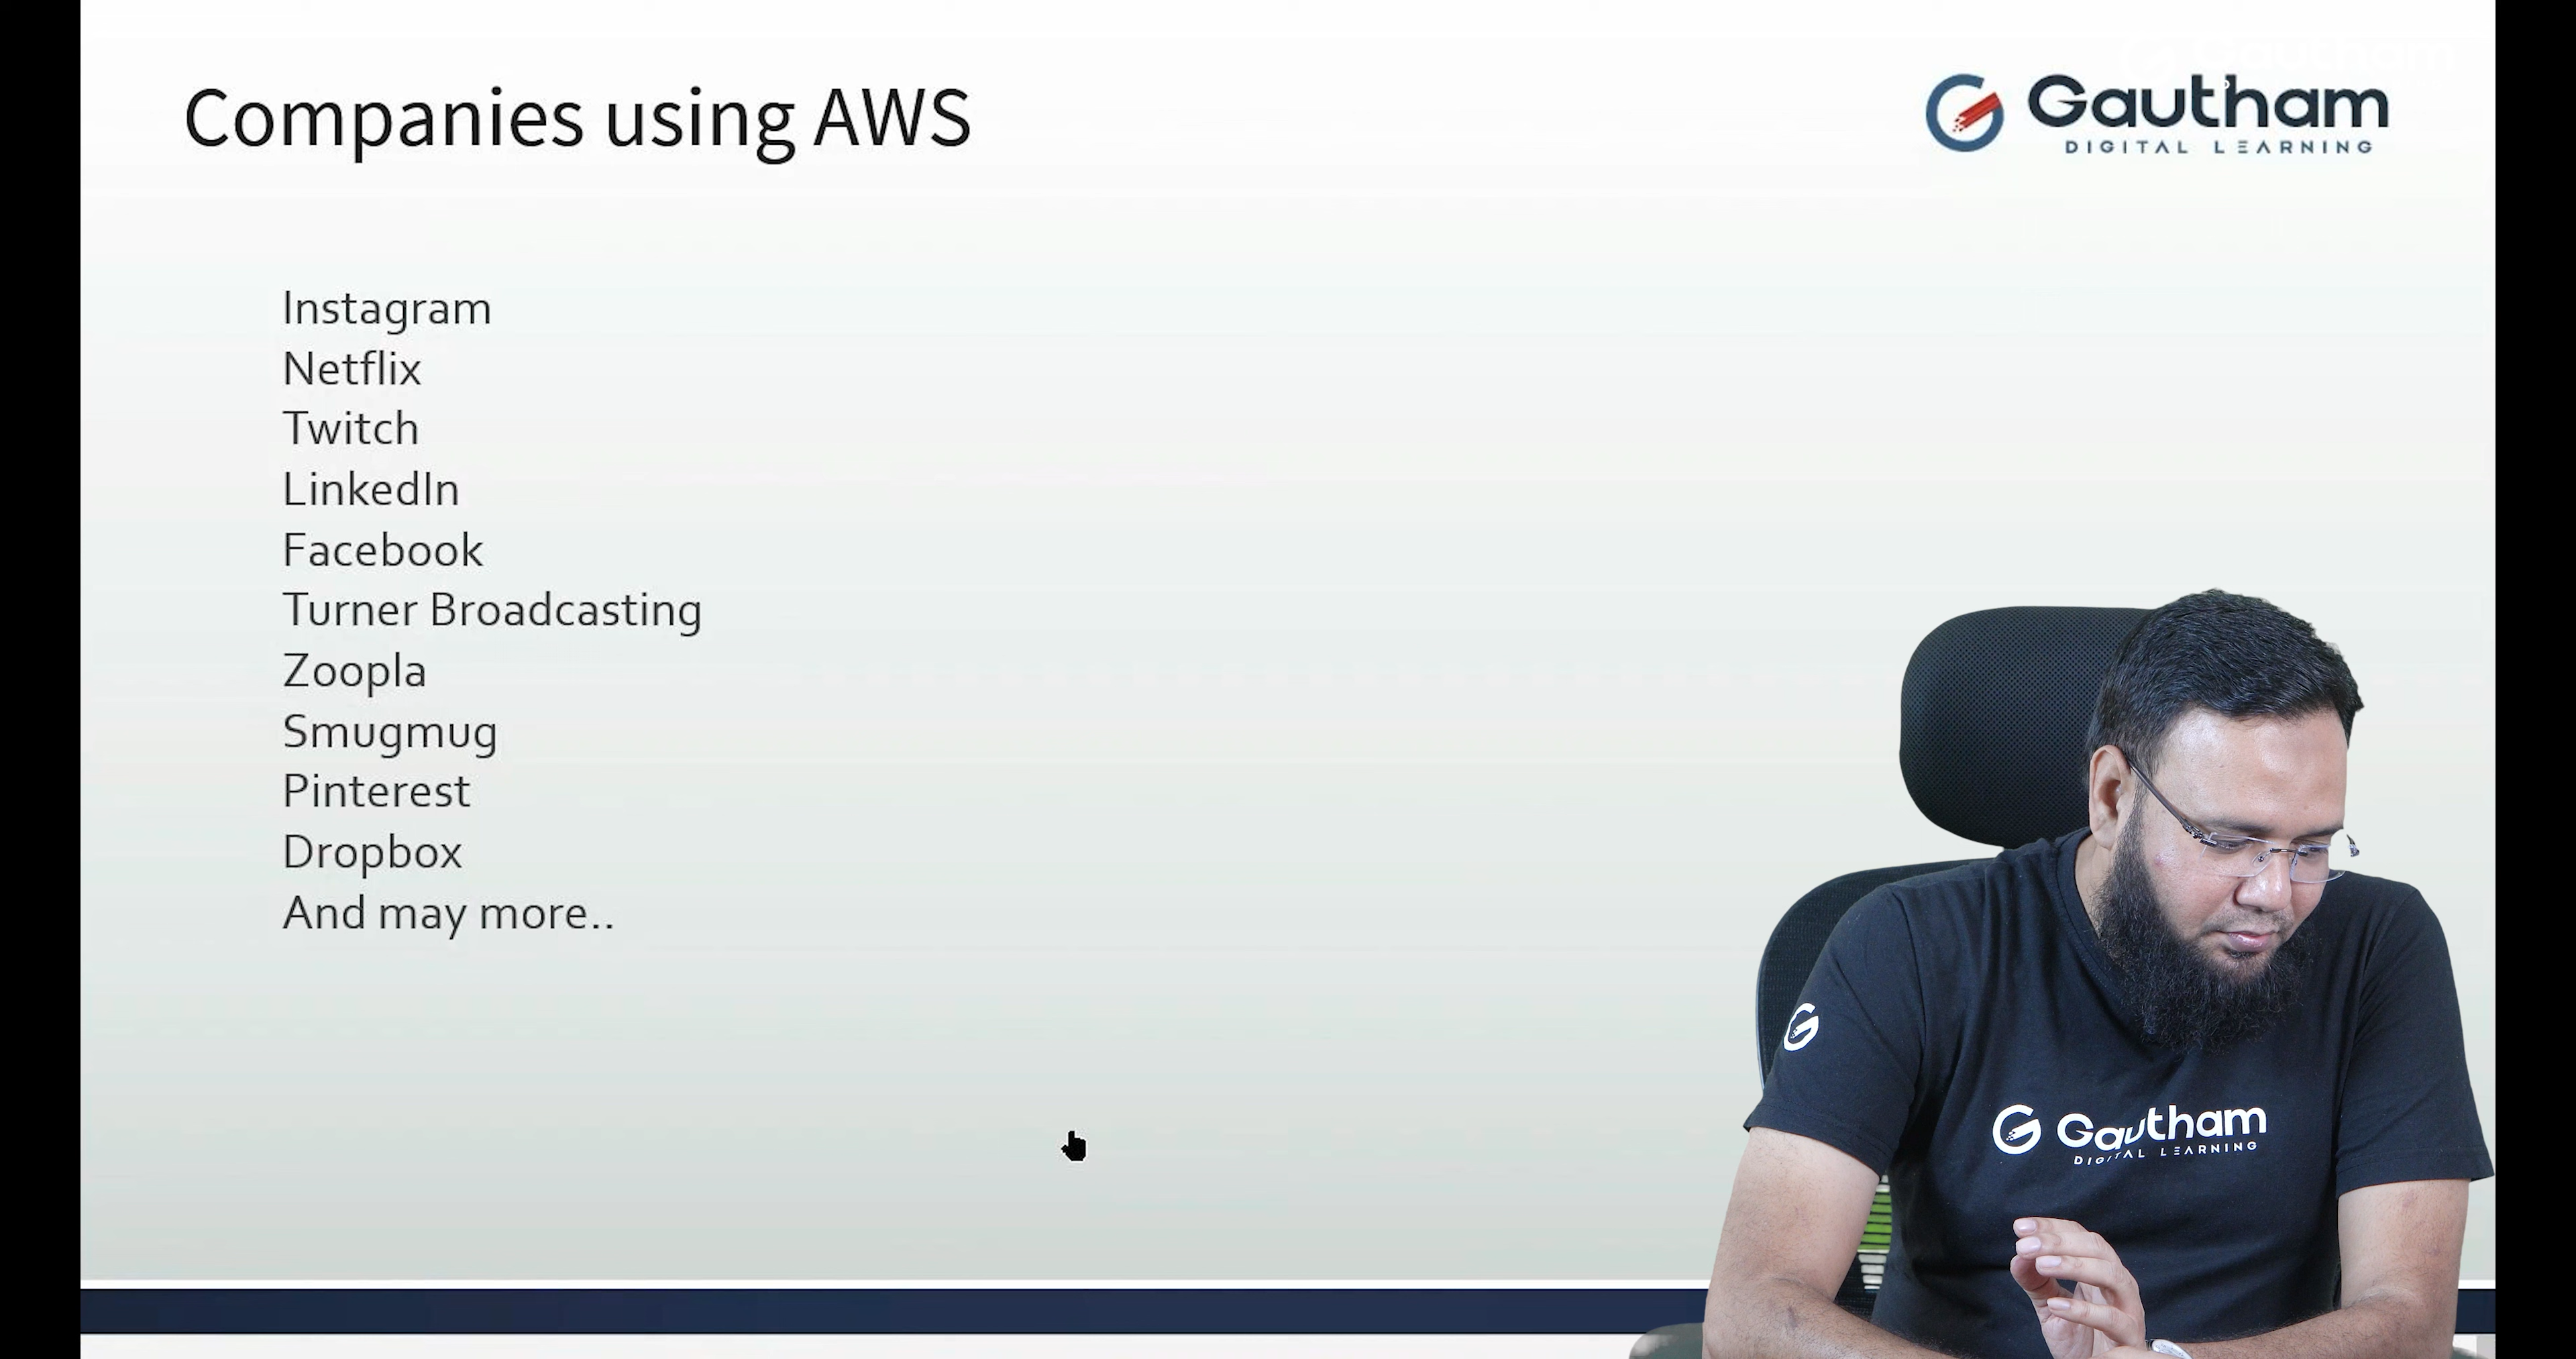 Companies using AWS
Gautham
DIGITAL LEARNING
Instagram
Netflix
Twitch
LinkedIn
Facebook
Turner Broadcasting
Zoopla
Smugmug
Pinterest
Dropbox
And may more..
Gautham
DIGITAL LEARNING